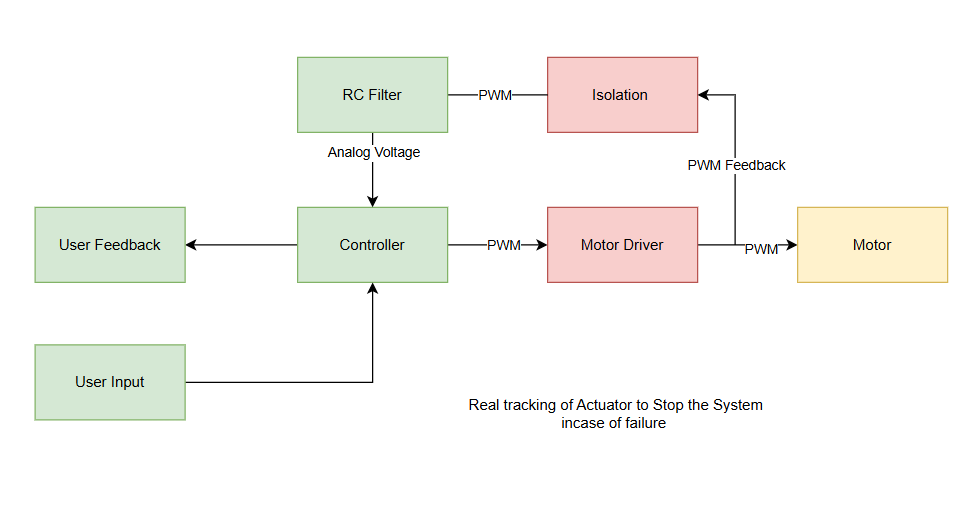 RC Filter
PWM
Isolation
Analog Voltage
PWM Feedback
User Feedback
Controller
PWM
Motor Driver
PWM
Motor
User Input
Real tracking of Actuator to Stop the System
incase of failure